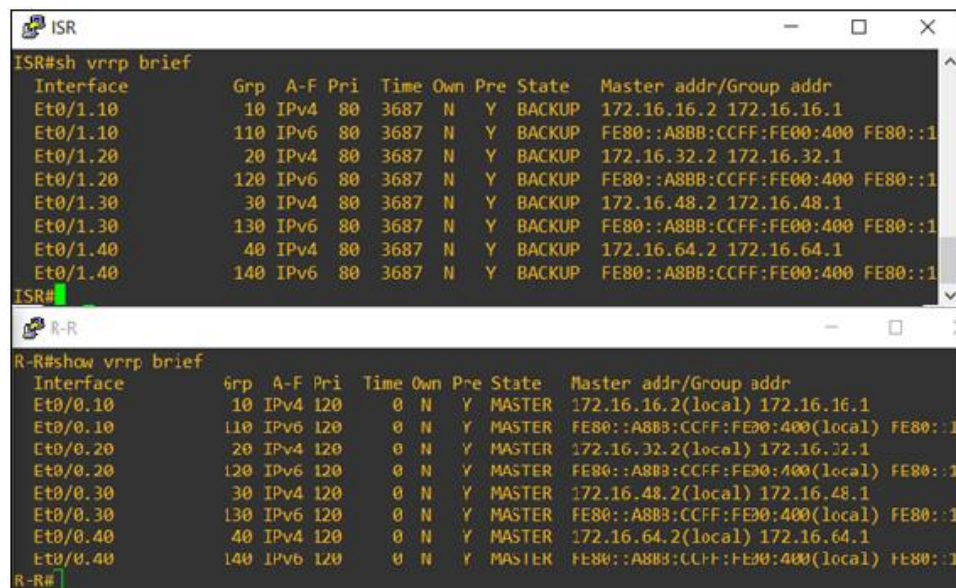 ISR
ISR#sh vrrp brief
Interface Grp A-F Pri Time Own Pre State Master addr/Group addr
Et0/1.10 10 IPv4 80 3687 N Y BACKUP 172.16.16.2 172.16.16.1
Et0/1.10 110 IPv6 80 3687 N Y BACKUP FE80::A8BB:CCFF:FE00:400 FE80::1
Et0/1.20 20 IPv4 80 3687 N Y BACKUP 172.16.32.2 172.16.32.1
Et0/1.20 120 IPv6 80 3687 N Y BACKUP FE80::A8BB:CCFF:FE00:400 FE80::1
Et0/1.30 30 IPv4 80 3687 N Y BACKUP 172.16.48.2 172.16.48.1
Et0/1.30 130 IPv6 80 3687 N Y BACKUP FE80::A8BB:CCFF:FE00:400 FE80::1
Et0/1.40 40 IPv4 80 3687 N Y BACKUP 172.16.64.2 172.16.64.1
Et0/1.40 140 IPv6 80 3687 N Y BACKUP FE80::A8BB:CCFF:FE00:400 FE80::1
ISR#
R-R
R-R#show vrrp brief
Interface Grp A-F Pri Time Own Pre State Master addr/Group addr
Et0/0.10 10 IPv4 120 0 N Y MASTER 172.16.16.2(local) 172.16.16.1
Et0/0.10 110 IPv6 120 0 N Y MASTER FE80::A8BB:CCFF:FE00:400(local) FE80::1
Et0/0.20 20 IPv4 120 0 N Y MASTER 172.16.32.2(local) 172.16.32.1
Et0/0.20 120 IPv6 120 0 N Y MASTER FE80::A8BB:CCFF:FE00:400(local) FE80::1
Et0/0.30 30 IPv4 120 0 N Y MASTER 172.16.48.2(local) 172.16.48.1
Et0/0.30 130 IPv6 120 0 N Y MASTER FE80::A8BB:CCFF:FE00:400(local) FE80::1
Et0/0.40 40 IPv4 120 0 N Y MASTER 172.16.64.2(local) 172.16.64.1
Et0/0.40 140 IPv6 120 0 N Y MASTER FE80::A8BB:CCFF:FE00:400(local) FE80::1
R-R#